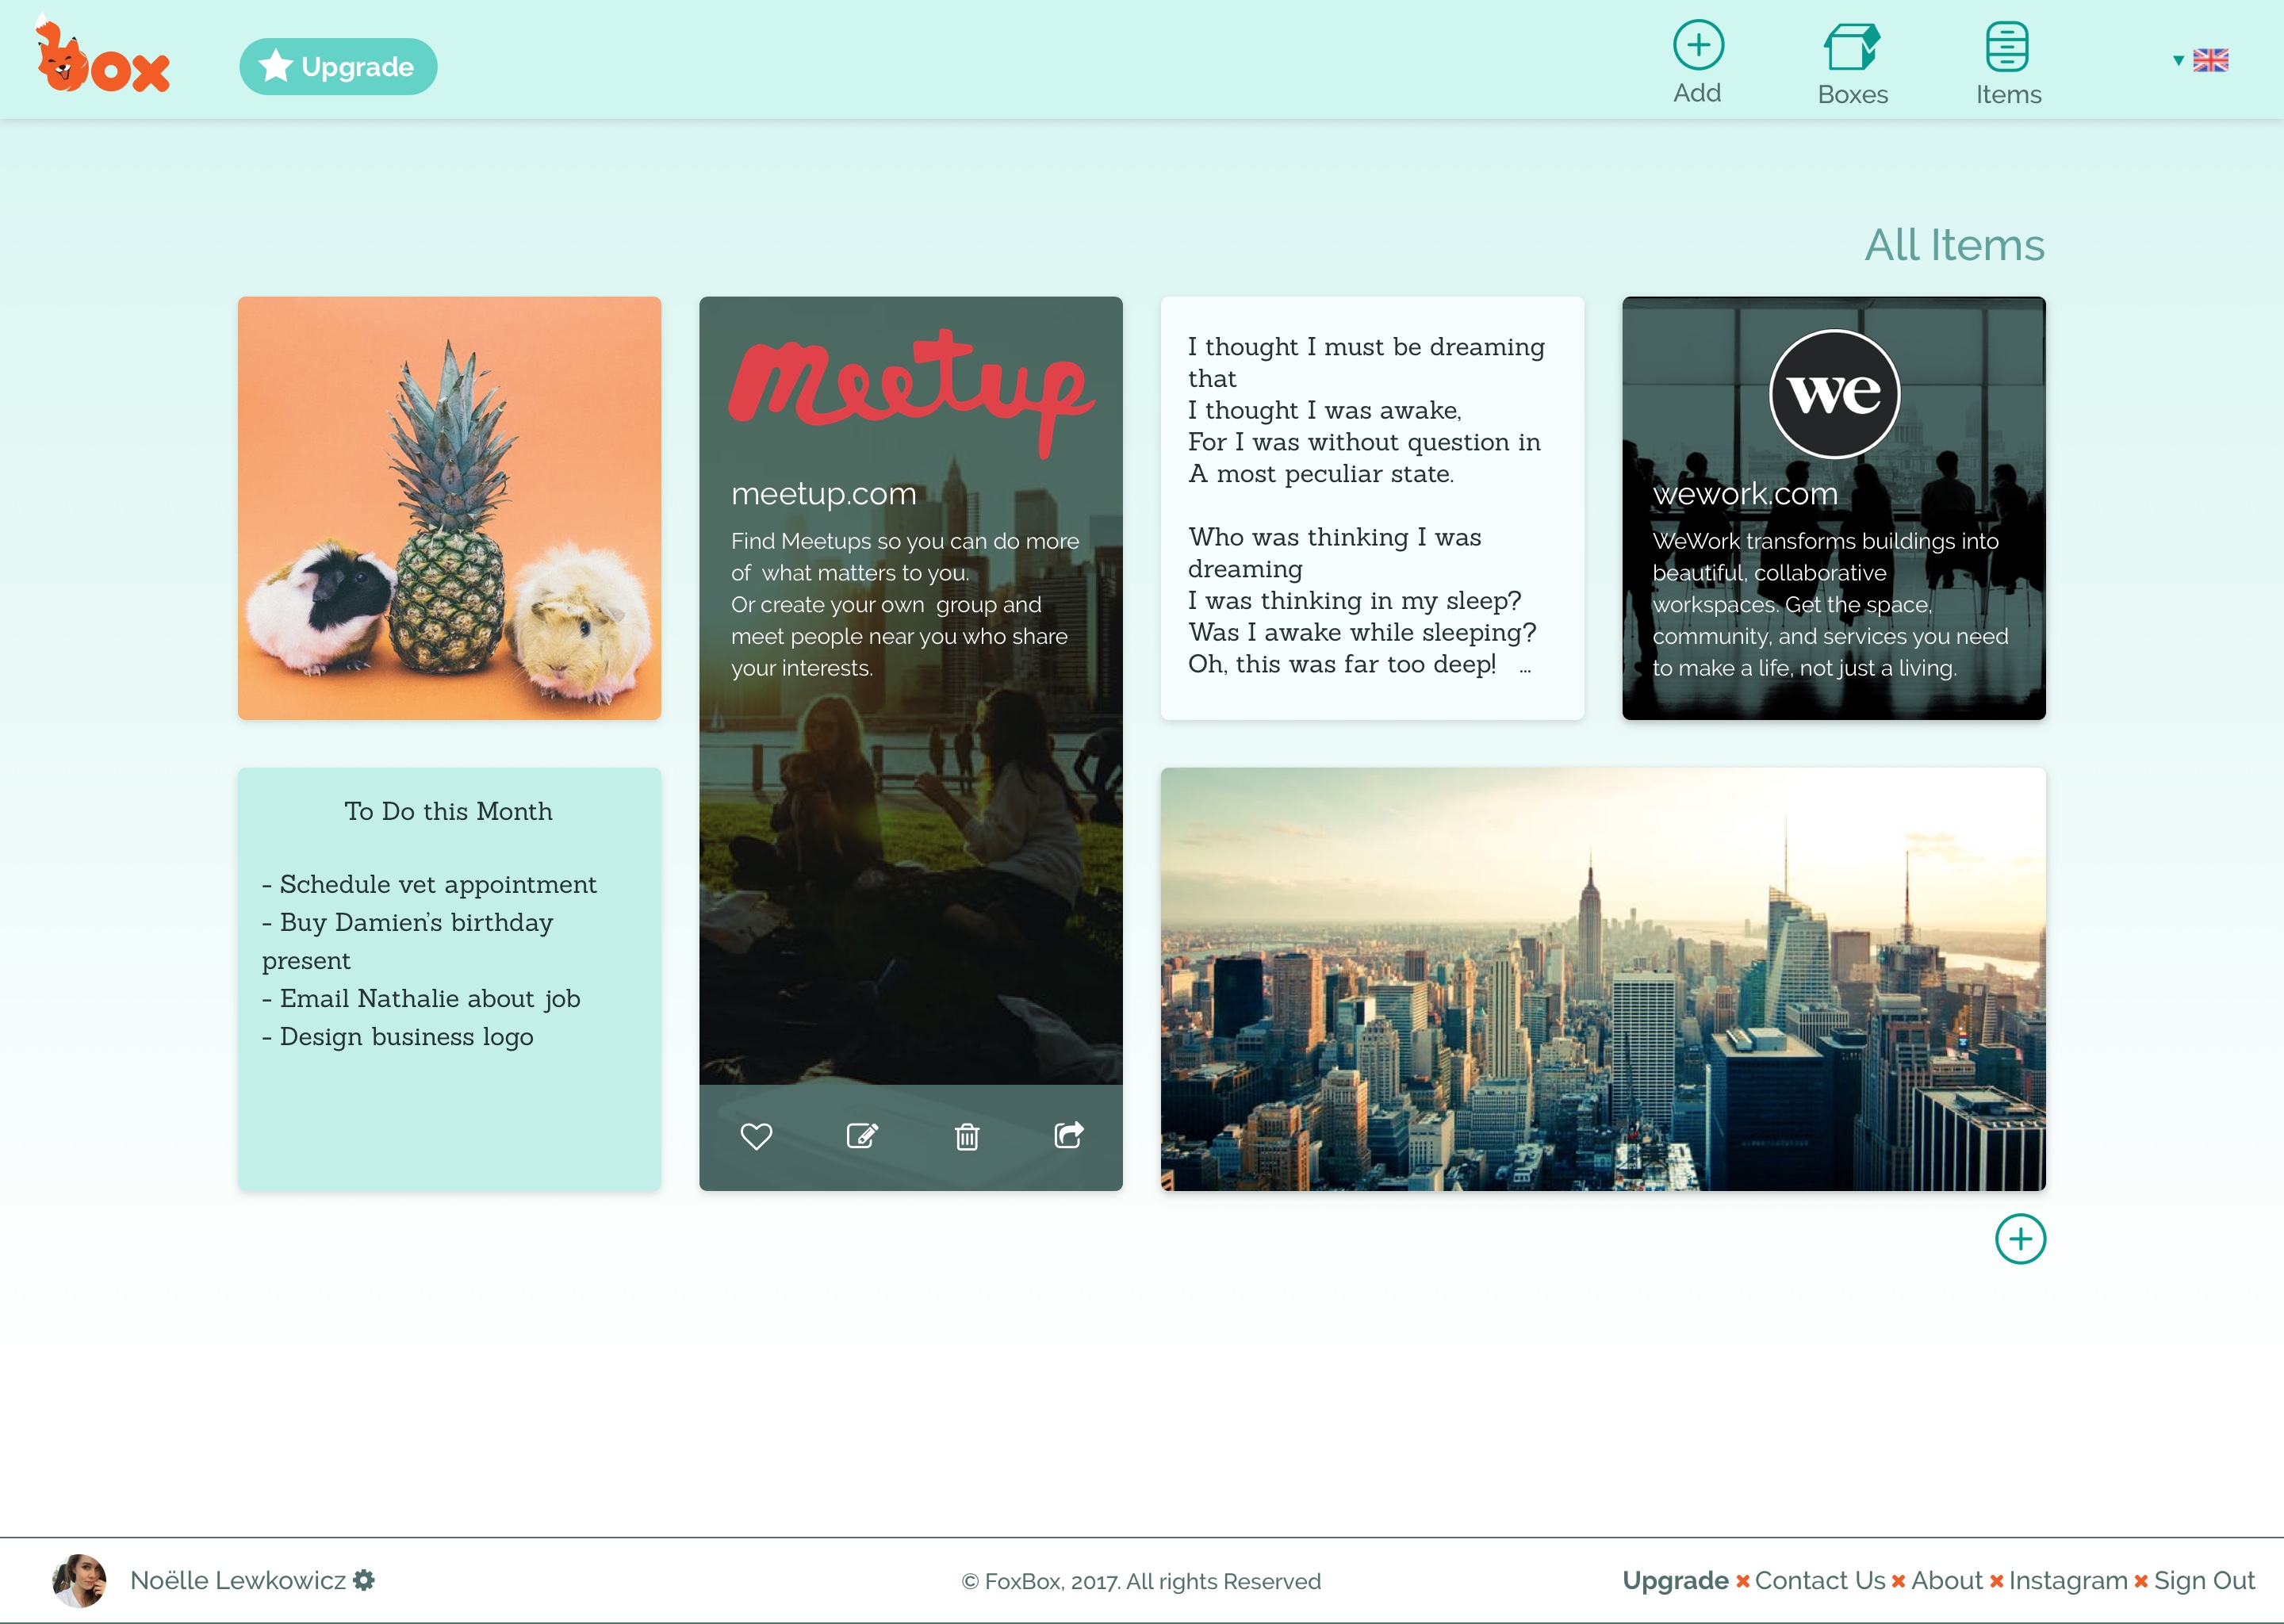 box
Upgrade
Add
Boxes
Items
All Items
meetup
meetup.com
Find Meetups so you can do more
of what matters to you.
Or create your own group and
meet people near you who share
your interests.
I thought I must be dreaming
that
I thought I was awake,
For I was without question in
A most peculiar state.
Who was thinking I was
dreaming
I was thinking in my sleep?
Was I awake while sleeping?
Oh, this was far too deep! ...
we
wework.com
WeWork transforms buildings into
beautiful, collaborative
workspaces. Get the space,
community, and services you need
to make a life, not just a living.
To Do this Month
- Schedule vet appointment
- Buy Damien's birthday
present
- Email Nathalie about job
- Design business logo
Noëlle Lewkowicz
© FoxBox, 2017. All rights Reserved
Upgrade × Contact Us × About × Instagram × Sign Out